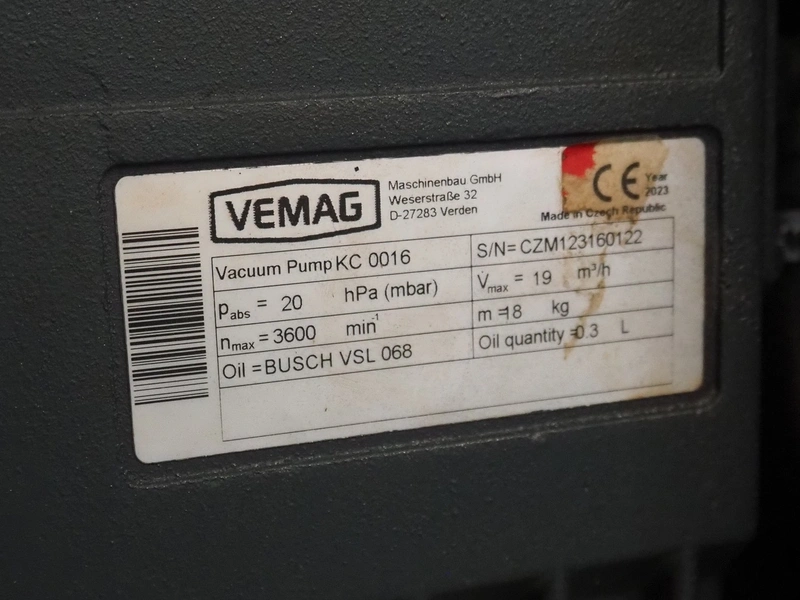 VEMAG
Maschinenbau GmbH
Weserstraße 32
D-27283 Verden
CE Year
2023
Made in Czech Republic
Vacuum Pump KC 0016
S/N= CZM123160122
pabs = 20 hPa (mbar)
V̇max = 19 m³/h
nmax = 3600 min⁻¹
m =18 kg
Oil = BUSCH VSL 068
Oil quantity =0.3 L